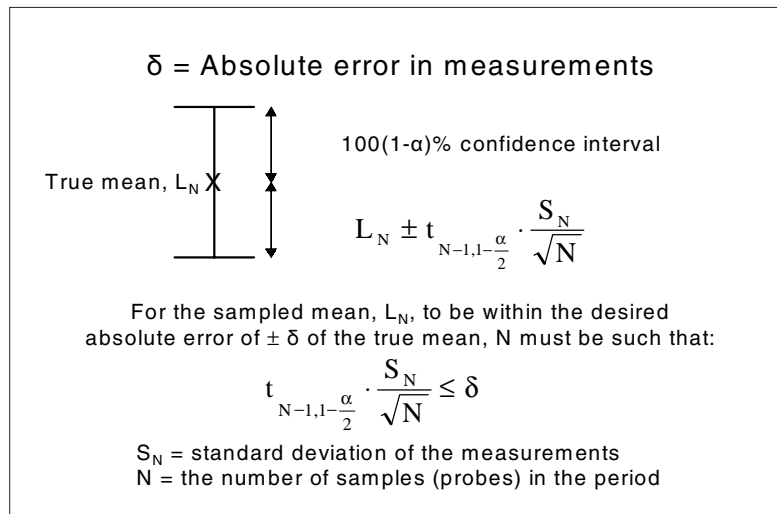 δ = Absolute error in measurements
100(1-α)% confidence interval
True mean, L_N X
L_N ± t_{N−1,1−α/2} · S_N/√N
For the sampled mean, L_N, to be within the desired
absolute error of ± δ of the true mean, N must be such that:
t_{N−1,1−α/2} · S_N/√N ≤ δ
S_N = standard deviation of the measurements
N = the number of samples (probes) in the period